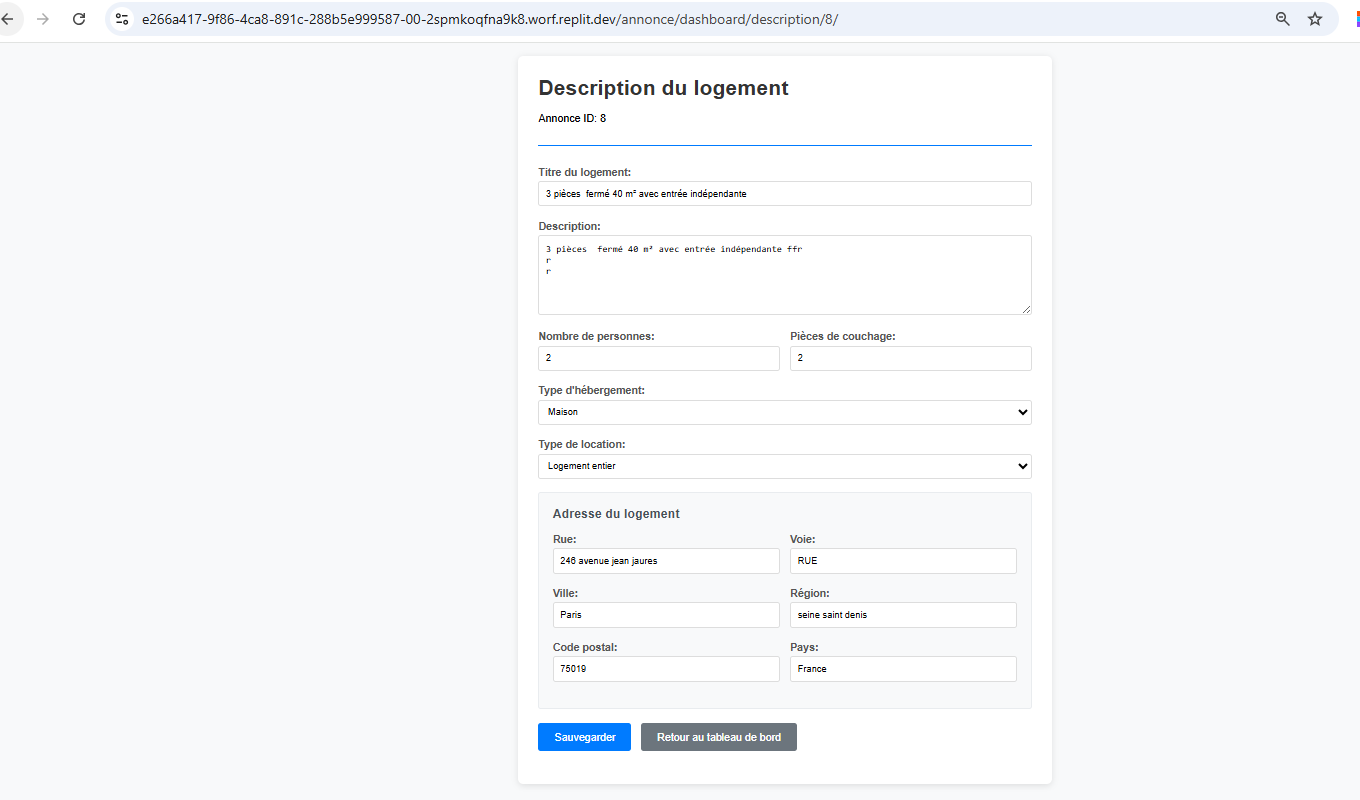 e266a417-9f86-4ca8-891c-288b5e999587-00-2spmkoqfna9k8.worf.replit.dev/annonce/dashboard/description/8/
Description du logement
Annonce ID: 8
Titre du logement:
3 pièces  fermé 40 m² avec entrée indépendante
Description:
3 pièces  fermé 40 m² avec entrée indépendante ffr
r
r
Nombre de personnes: Pièces de couchage:
2 2
Type d'hébergement:
Maison
Type de location:
Logement entier
Adresse du logement
Rue: Voie:
246 avenue jean jaures RUE
Ville: Région:
Paris seine saint denis
Code postal: Pays:
75019 France
Sauvegarder Retour au tableau de bord